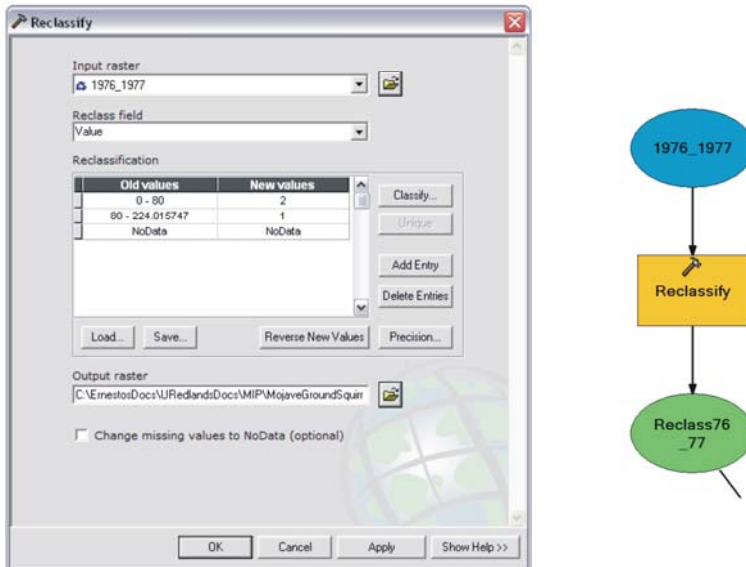 Reclassify
Input raster
1976_1977
Reclass field
Value
Reclassification
Old values New values
0 - 80 2
80 - 224.015747 1
NoData NoData
Classify...
Unique
Add Entry
Delete Entries
Load... Save... Reverse New Values Precision...
Output raster
C:\ErnestosDocs\URedlandsDocs\MIP\MojaveGroundSquirr
Change missing values to NoData (optional)
OK Cancel Apply Show Help >>
1976_1977
Reclassify
Reclass76
_77